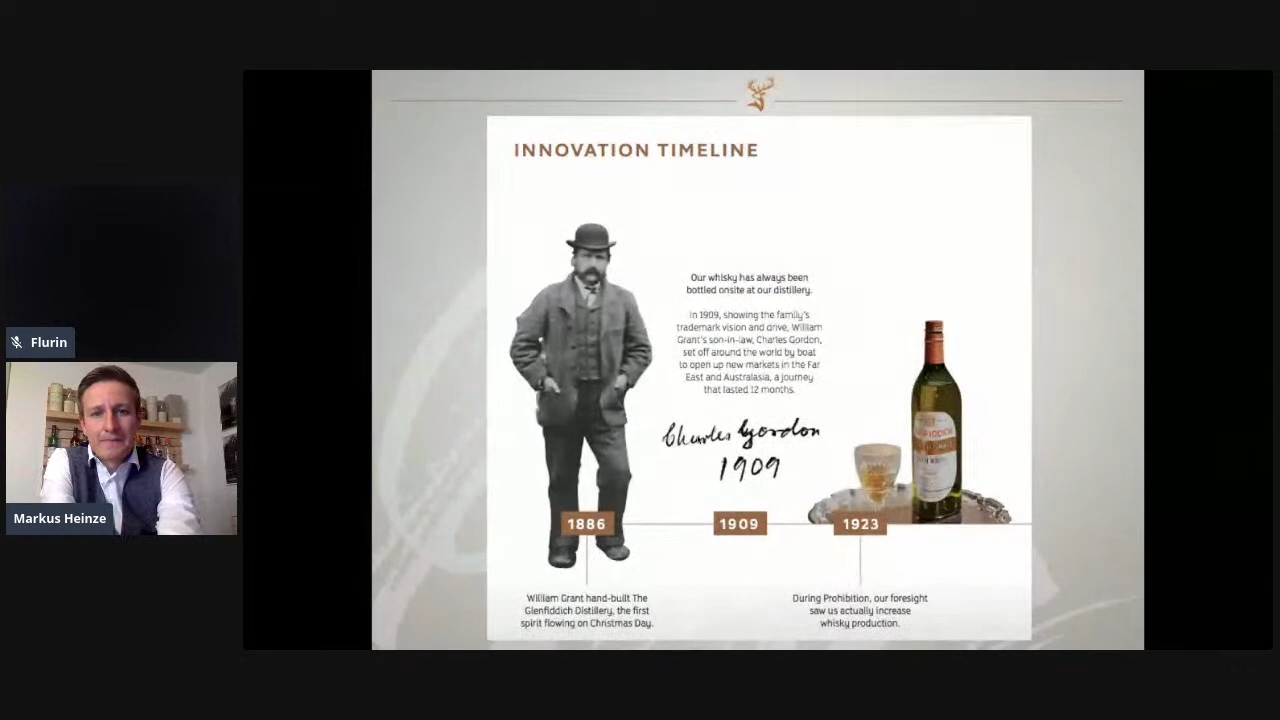 INNOVATION TIMELINE
Our whisky has always been
bottled onsite at our distillery.
In 1909, showing the family's
trademark vision and drive, William
Grant's son-in-law, Charles Gordon,
set off around the world by boat
to open up new markets in the Far
East and Australasia, a journey
that lasted 12 months.
Charles Gordon
1909
1886
1909
1923
William Grant hand-built The
Glenfiddich Distillery, the first
spirit flowing on Christmas Day.
During Prohibition, our foresight
saw us actually increase
whisky production.
Flurin
Markus Heinze